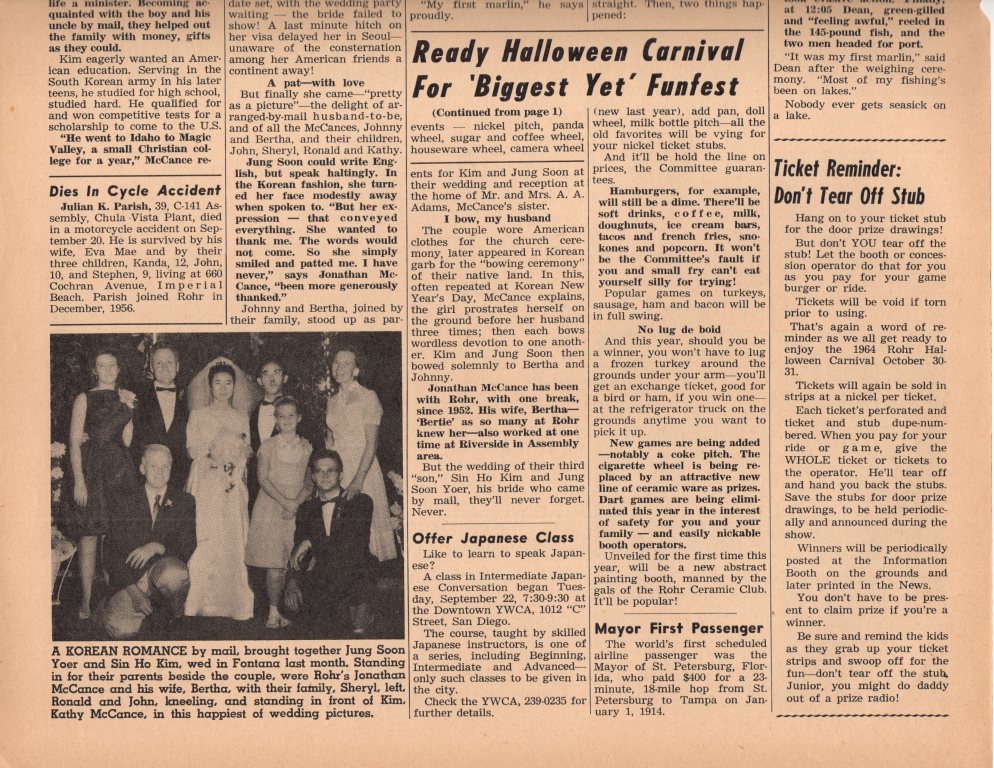 life a minister. Becoming ac-
quainted with the boy and his
uncle by mail, they helped out
the family with money, gifts
as they could.
Kim eagerly wanted an Amer-
ican education. Serving in the
South Korean army in his later
teens, he studied for high school,
studied hard. He qualified for
and won competitive tests for a
scholarship to come to the U.S.
"He went to Idaho to Magic
Valley, a small Christian col-
lege for a year," McCance re-
Dies In Cycle Accident
Julian K. Parish, 39, C-141 As-
sembly, Chula Vista Plant, died
in a motorcycle accident on Sep-
tember 20. He is survived by his
wife, Eva Mae and by their
three children, Kanda, 12, John,
10, and Stephen, 9, living at 660
Cochran Avenue, Imperial
Beach. Parish joined Rohr in
December, 1956.
date set, with the wedding party
waiting — the bride failed to
show! A last minute hitch on
her visa delayed her in Seoul—
unaware of the consternation
among her American friends a
continent away!
A pat—with love
But finally she came—"pretty
as a picture"—the delight of ar-
ranged-by-mail husband-to-be,
and of all the McCances, Johnny
and Bertha, and their children,
John, Sheryl, Ronald and Kathy.
Jung Soon could write Eng-
lish, but speak haltingly. In
the Korean fashion, she turn-
ed her face modestly away
when spoken to. "But her ex-
pression — that conveyed
everything. She wanted to
thank me. The words would
not come. So she simply
smiled and patted me. I have
never," says Jonathan Mc-
Cance, "been more generously
thanked."
Johnny and Bertha, joined by
their family, stood up as par-
A KOREAN ROMANCE by mail, brought together Jung Soon
Yoer and Sin Ho Kim, wed in Fontana last month. Standing
in for their parents beside the couple, were Rohr's Jonathan
McCance and his wife, Bertha, with their family, Sheryl, left,
Ronald and John, kneeling, and standing in front of Kim,
Kathy McCance, in this happiest of wedding pictures.
"My first marlin," he says
proudly.
straight. Then, two things hap-
pened:
Ready Halloween Carnival
For 'Biggest Yet' Funfest
(Continued from page 1)
events — nickel pitch, panda
wheel, sugar and coffee wheel,
houseware wheel, camera wheel
ents for Kim and Jung Soon at
their wedding and reception at
the home of Mr. and Mrs. A. A.
Adams, McCance's sister.
I bow, my husband
The couple wore American
clothes for the church cere-
mony, later appeared in Korean
garb for the "bowing ceremony"
of their native land. In this,
often repeated at Korean New
Year's Day, McCance explains,
the girl prostrates herself on
the ground before her husband
three times; then each bows
wordless devotion to one anoth-
er. Kim and Jung Soon then
bowed solemnly to Bertha and
Johnny.
Jonathan McCance has been
with Rohr, with one break,
since 1952. His wife, Bertha—
'Bertie' as so many at Rohr
knew her—also worked at one
time at Riverside in Assembly
area.
But the wedding of their third
"son," Sin Ho Kim and Jung
Soon Yoer, his bride who came
by mail, they'll never forget.
Never.
Offer Japanese Class
Like to learn to speak Japan-
ese?
A class in Intermediate Japan-
ese Conversation began Tues-
day, September 22, 7:30-9:30 at
the Downtown YWCA, 1012 "C"
Street, San Diego.
The course, taught by skilled
Japanese instructors, is one of
a series, including Beginning,
Intermediate and Advanced—
only such classes to be given in
the city.
Check the YWCA, 239-0235 for
further details.
(new last year), add pan, doll
wheel, milk bottle pitch—all the
old favorites will be vying for
your nickel ticket stubs.
And it'll be hold the line on
prices, the Committee guaran-
tees.
Hamburgers, for example,
will still be a dime. There'll be
soft drinks, coffee, milk,
doughnuts, ice cream bars,
tacos and french fries, sno-
kones and popcorn. It won't
be the Committee's fault if
you and small fry can't eat
yourself silly for trying!
Popular games on turkeys,
sausage, ham and bacon will be
in full swing.
No lug de boid
And this year, should you be
a winner, you won't have to lug
a frozen turkey around the
grounds under your arm—you'll
get an exchange ticket, good for
a bird or ham, if you win one—
at the refrigerator truck on the
grounds anytime you want to
pick it up.
New games are being added
—notably a coke pitch. The
cigarette wheel is being re-
placed by an attractive new
line of ceramic ware as prizes.
Dart games are being elimi-
nated this year in the interest
of safety for you and your
family — and easily nickable
booth operators.
Unveiled for the first time this
year, will be a new abstract
painting booth, manned by the
gals of the Rohr Ceramic Club.
It'll be popular!
Mayor First Passenger
The world's first scheduled
airline passenger was the
Mayor of St. Petersburg, Flor-
ida, who paid $400 for a 23-
minute, 18-mile hop from St.
Petersburg to Tampa on Jan-
uary 1, 1914.
at 12:05 Dean, green-gilled
and "feeling awful," reeled in
the 145-pound fish, and the
two men headed for port.
"It was my first marlin," said
Dean after the weighing cere-
mony. "Most of my fishing's
been on lakes."
Nobody ever gets seasick on
a lake.
Ticket Reminder:
Don't Tear Off Stub
Hang on to your ticket stub
for the door prize drawings!
But don't YOU tear off the
stub! Let the booth or conces-
sion operator do that for you
as you pay for your game
burger or ride.
Tickets will be void if torn
prior to using.
That's again a word of re-
minder as we all get ready to
enjoy the 1964 Rohr Hal-
loween Carnival October 30-
31.
Tickets will again be sold in
strips at a nickel per ticket.
Each ticket's perforated and
ticket and stub dupe-num-
bered. When you pay for your
ride or game, give the
WHOLE ticket or tickets to
the operator. He'll tear off
and hand you back the stubs.
Save the stubs for door prize
drawings, to be held periodic-
ally and announced during the
show.
Winners will be periodically
posted at the Information
Booth on the grounds and
later printed in the News.
You don't have to be pres-
ent to claim prize if you're a
winner.
Be sure and remind the kids
as they grab up your ticket
strips and swoop off for the
fun—don't tear off the stub,
Junior, you might do daddy
out of a prize radio!